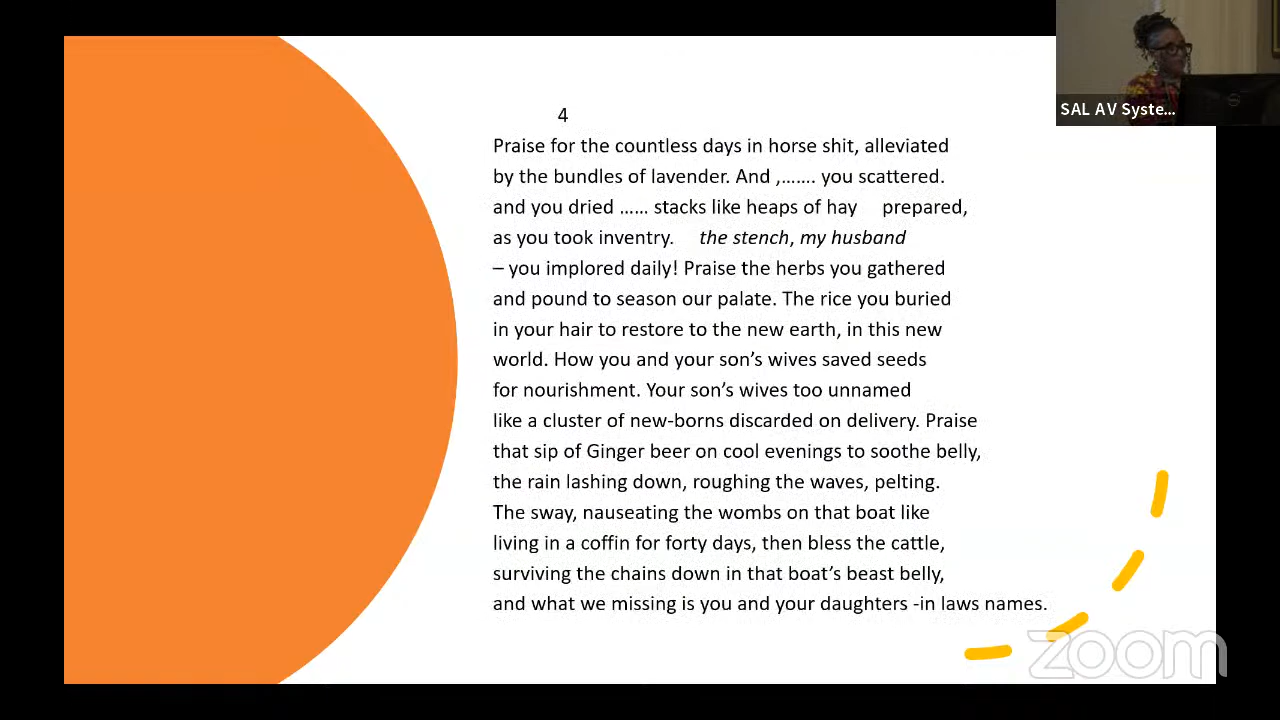 SAL AV Syste...
4
Praise for the countless days in horse shit, alleviated
by the bundles of lavender. And ,……. you scattered.
and you dried …… stacks like heaps of hay     prepared,
as you took inventry.     the stench, my husband
– you implored daily! Praise the herbs you gathered
and pound to season our palate. The rice you buried
in your hair to restore to the new earth, in this new
world. How you and your son’s wives saved seeds
for nourishment. Your son’s wives too unnamed
like a cluster of new-borns discarded on delivery. Praise
that sip of Ginger beer on cool evenings to soothe belly,
the rain lashing down, roughing the waves, pelting.
The sway, nauseating the wombs on that boat like
living in a coffin for forty days, then bless the cattle,
surviving the chains down in that boat’s beast belly,
and what we missing is you and your daughters -in laws names.
zoom